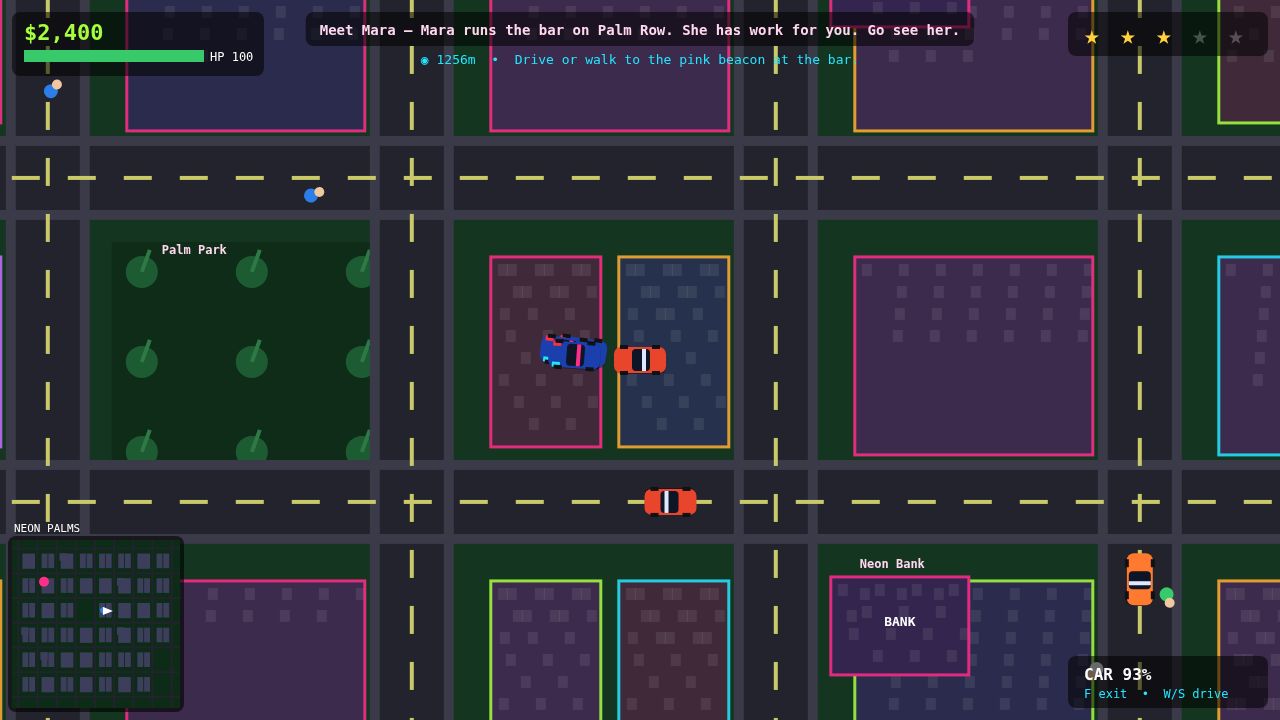 $2,400
HP 100
Meet Mara — Mara runs the bar on Palm Row. She has work for you. Go see her.
◉ 1256m • Drive or walk to the pink beacon at the bar.
★ ★ ★ ★ ★
Palm Park
NEON PALMS
Neon Bank
BANK
CAR 93%
F exit • W/S drive